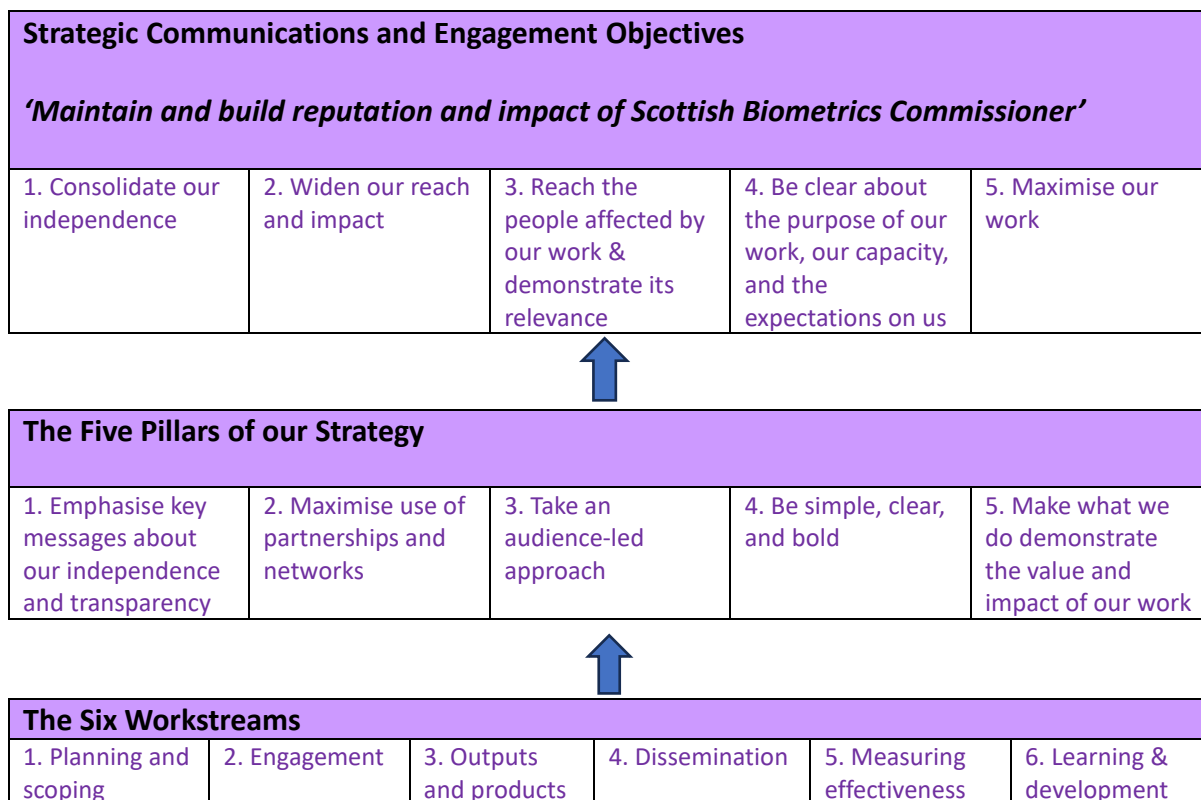 Strategic Communications and Engagement Objectives
‘Maintain and build reputation and impact of Scottish Biometrics Commissioner’
1. Consolidate our
independence
2. Widen our reach
and impact
3. Reach the
people affected by
our work &
demonstrate its
relevance
4. Be clear about
the purpose of our
work, our capacity,
and the
expectations on us
5. Maximise our
work
The Five Pillars of our Strategy
1. Emphasise key
messages about
our independence
and transparency
2. Maximise use of
partnerships and
networks
3. Take an
audience-led
approach
4. Be simple, clear,
and bold
5. Make what we
do demonstrate
the value and
impact of our work
The Six Workstreams
1. Planning and
scoping
2. Engagement
3. Outputs
and products
4. Dissemination
5. Measuring
effectiveness
6. Learning &
development